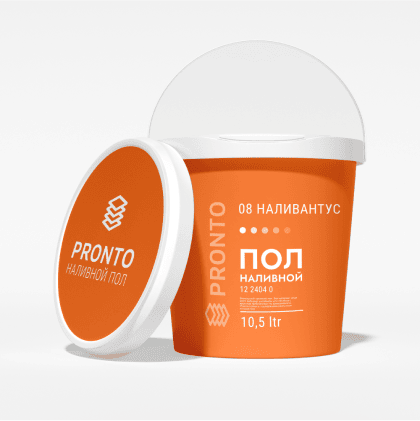 PRONTO
НАЛИВНОЙ ПОЛ
PRONTO
08 НАЛИВАНТУС
ПОЛ
НАЛИВНОЙ
12 2404 0
10,5 ltr